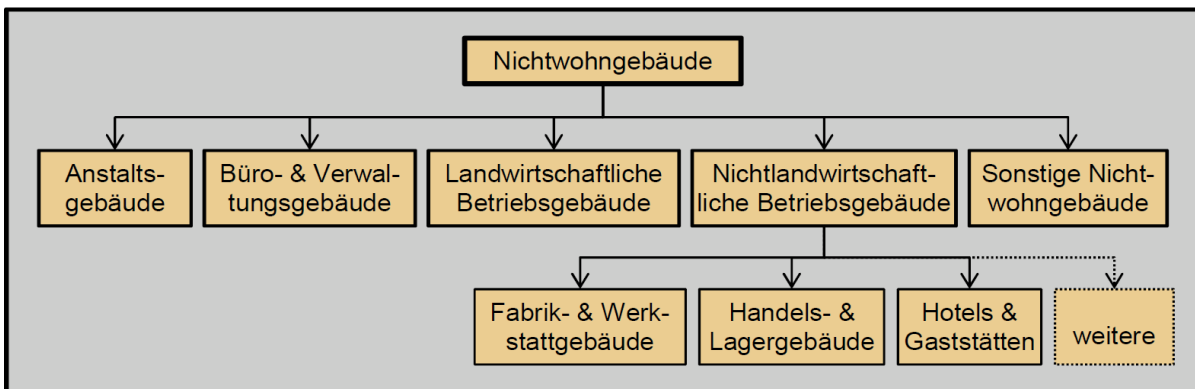 Nichtwohngebäude
Anstalts-
gebäude
Büro- & Verwal-
tungsgebäude
Landwirtschaftliche
Betriebsgebäude
Nichtlandwirtschaft-
liche Betriebsgebäude
Sonstige Nicht-
wohngebäude
Fabrik- & Werk-
stattgebäude
Handels- &
Lagergebäude
Hotels &
Gaststätten
weitere